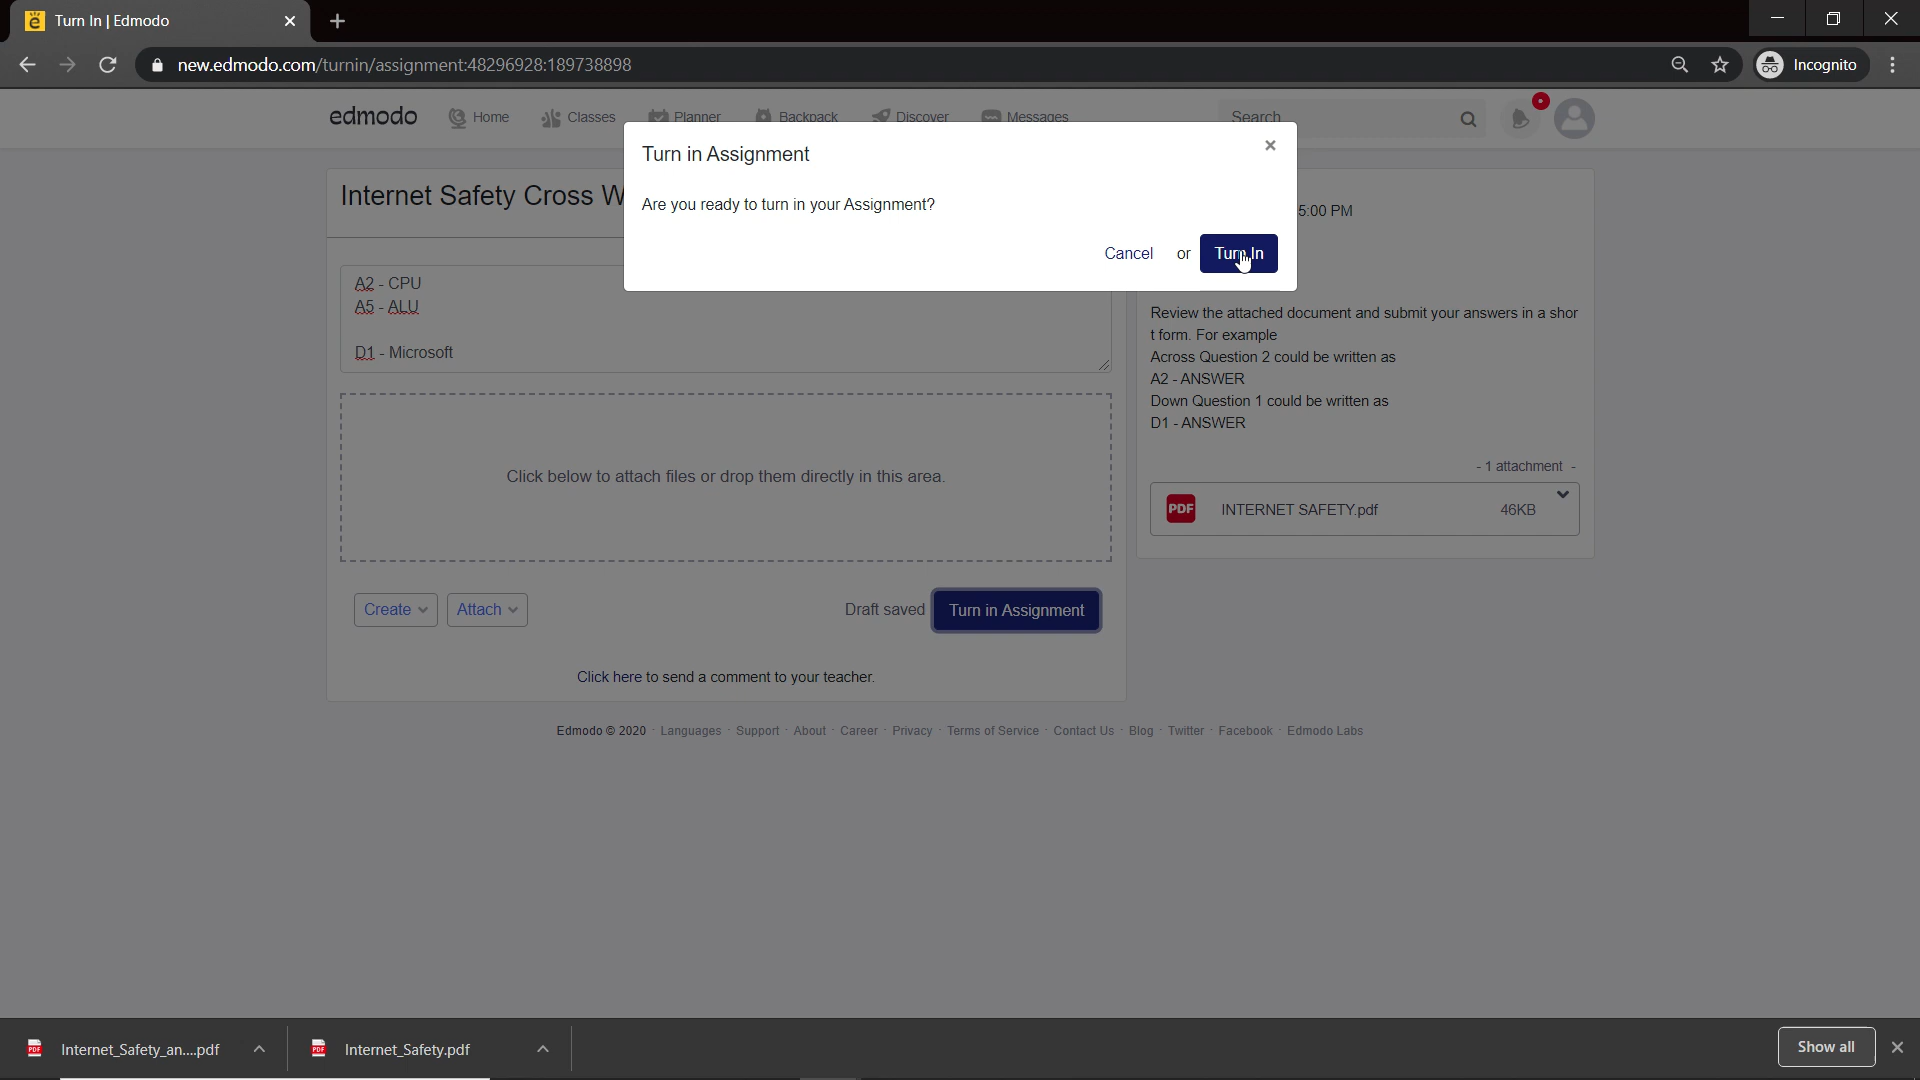 Turn In | Edmodo
new.edmodo.com/turnin/assignment:48296928:189738898
Incognito
edmodo
Home
Classes
Planner
Backpack
Discover
Messages
Search
Turn in Assignment
Are you ready to turn in your Assignment?
Cancel or Turn In
Internet Safety Cross W
5:00 PM
A2 - CPU
A5 - ALU
D1 - Microsoft
Click below to attach files or drop them directly in this area.
Create
Attach
Draft saved
Turn in Assignment
Click here to send a comment to your teacher.
Review the attached document and submit your answers in a shor
t form. For example
Across Question 2 could be written as
A2 - ANSWER
Down Question 1 could be written as
D1 - ANSWER
- 1 attachment -
PDF
INTERNET SAFETY.pdf
46KB
Edmodo © 2020 · Languages · Support · About · Career · Privacy · Terms of Service · Contact Us · Blog · Twitter · Facebook · Edmodo Labs
PDF
Internet_Safety_an....pdf
PDF
Internet_Safety.pdf
Show all